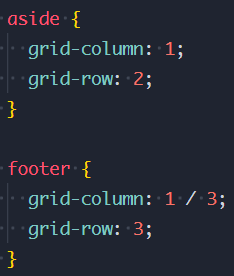 aside {
  grid-column: 1;
  grid-row: 2;
}

footer {
  grid-column: 1 / 3;
  grid-row: 3;
}